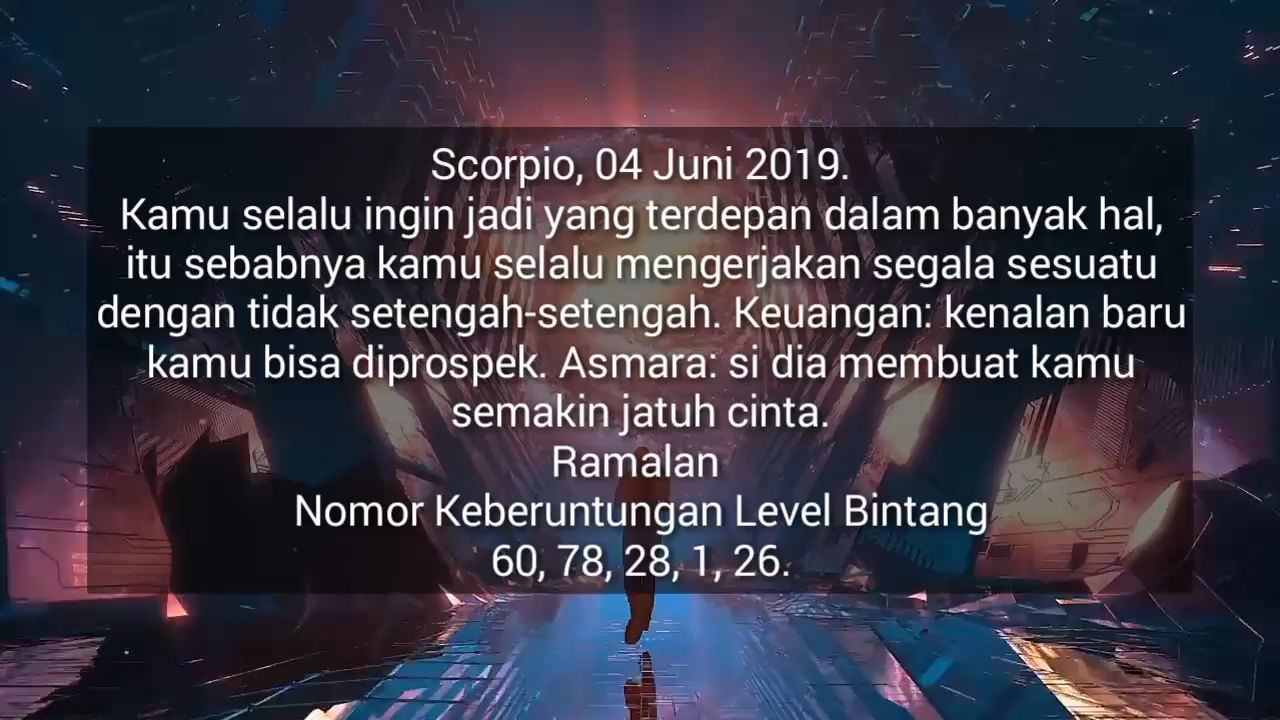 Scorpio, 04 Juni 2019.
Kamu selalu ingin jadi yang terdepan dalam banyak hal,
itu sebabnya kamu selalu mengerjakan segala sesuatu
dengan tidak setengah-setengah. Keuangan: kenalan baru
kamu bisa diprospek. Asmara: si dia membuat kamu
semakin jatuh cinta.
Ramalan
Nomor Keberuntungan Level Bintang
60, 78, 28, 1, 26.